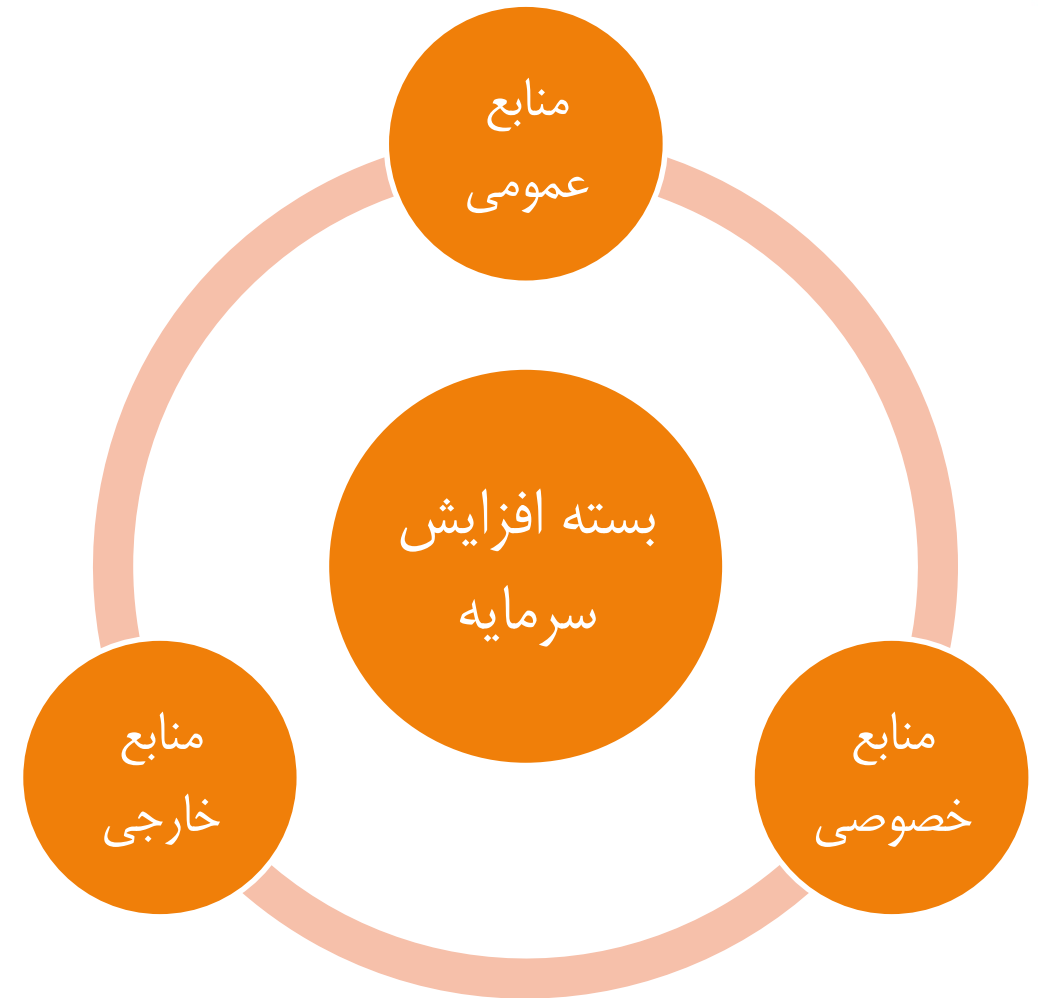 منابع
عمومی
بسته افزایش
سرمایه
منابع
خصوصی
منابع
خارجی